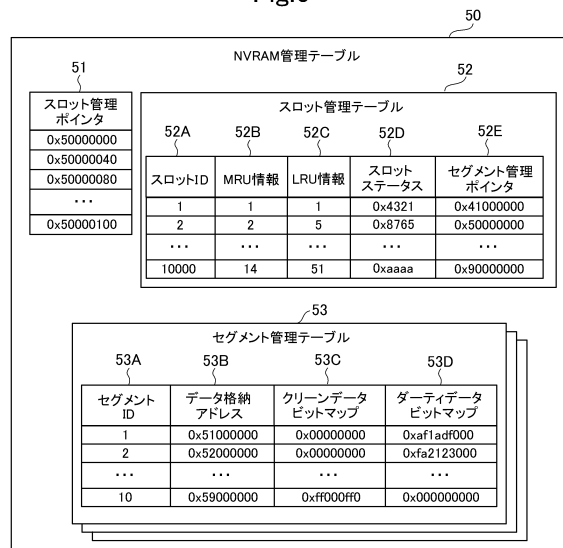 50
NVRAM管理テーブル
51
スロット管理
ポインタ
0x50000000
0x50000040
0x50000080
・・・
0x50000100
52
スロット管理テーブル
52A 52B 52C 52D 52E
スロットID MRU情報 LRU情報 スロット
ステータス セグメント管理
ポインタ
1 1 1 0x4321 0x41000000
2 2 5 0x8765 0x50000000
・・・ ・・・ ・・・ ・・・ ・・・
10000 14 51 0xaaaa 0x90000000
53
セグメント管理テーブル
53A 53B 53C 53D
セグメント
ID データ格納
アドレス クリーンデータ
ビットマップ ダーティデータ
ビットマップ
1 0x51000000 0x00000000 0xaf1adf000
2 0x52000000 0x00000000 0xfa2123000
・・・ ・・・ ・・・ ・・・
10 0x59000000 0xff000ff0 0x000000000